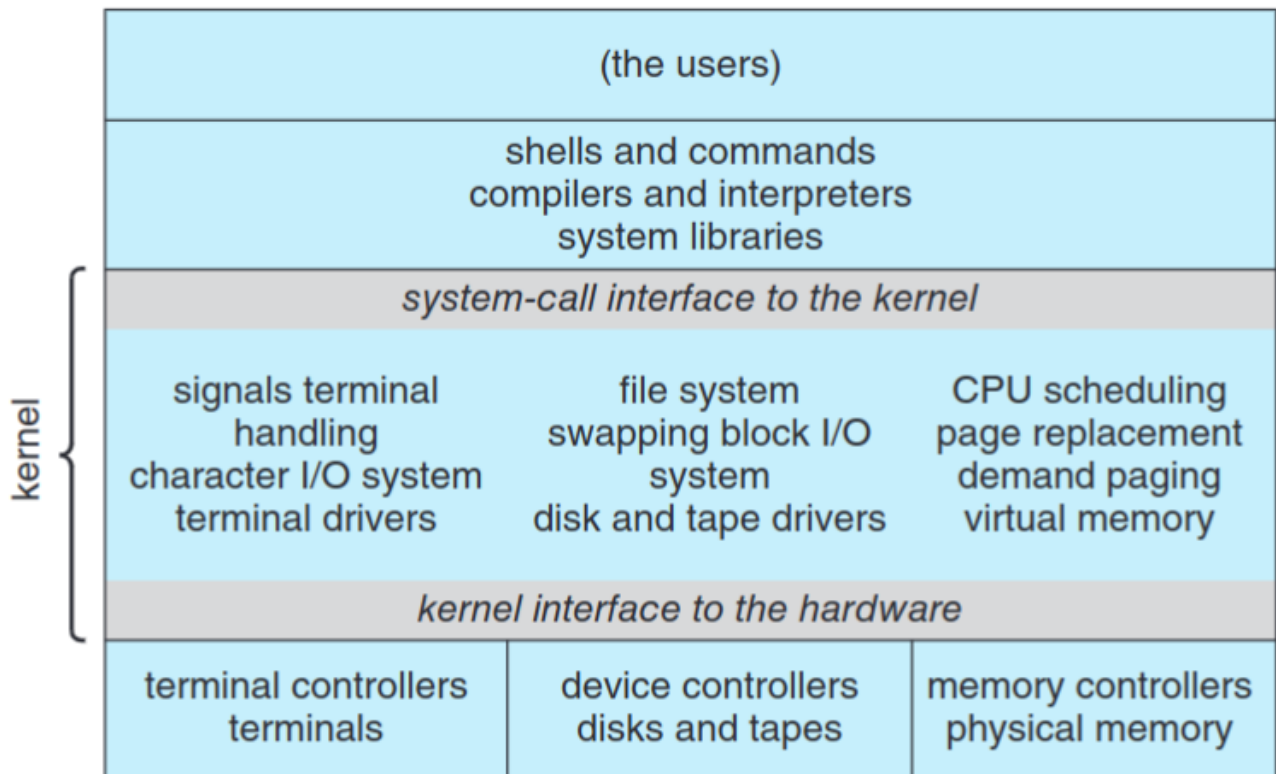 (the users)
shells and commands
compilers and interpreters
system libraries
kernel
system-call interface to the kernel
signals terminal
handling
character I/O system
terminal drivers
file system
swapping block I/O
system
disk and tape drivers
CPU scheduling
page replacement
demand paging
virtual memory
kernel interface to the hardware
terminal controllers
terminals
device controllers
disks and tapes
memory controllers
physical memory